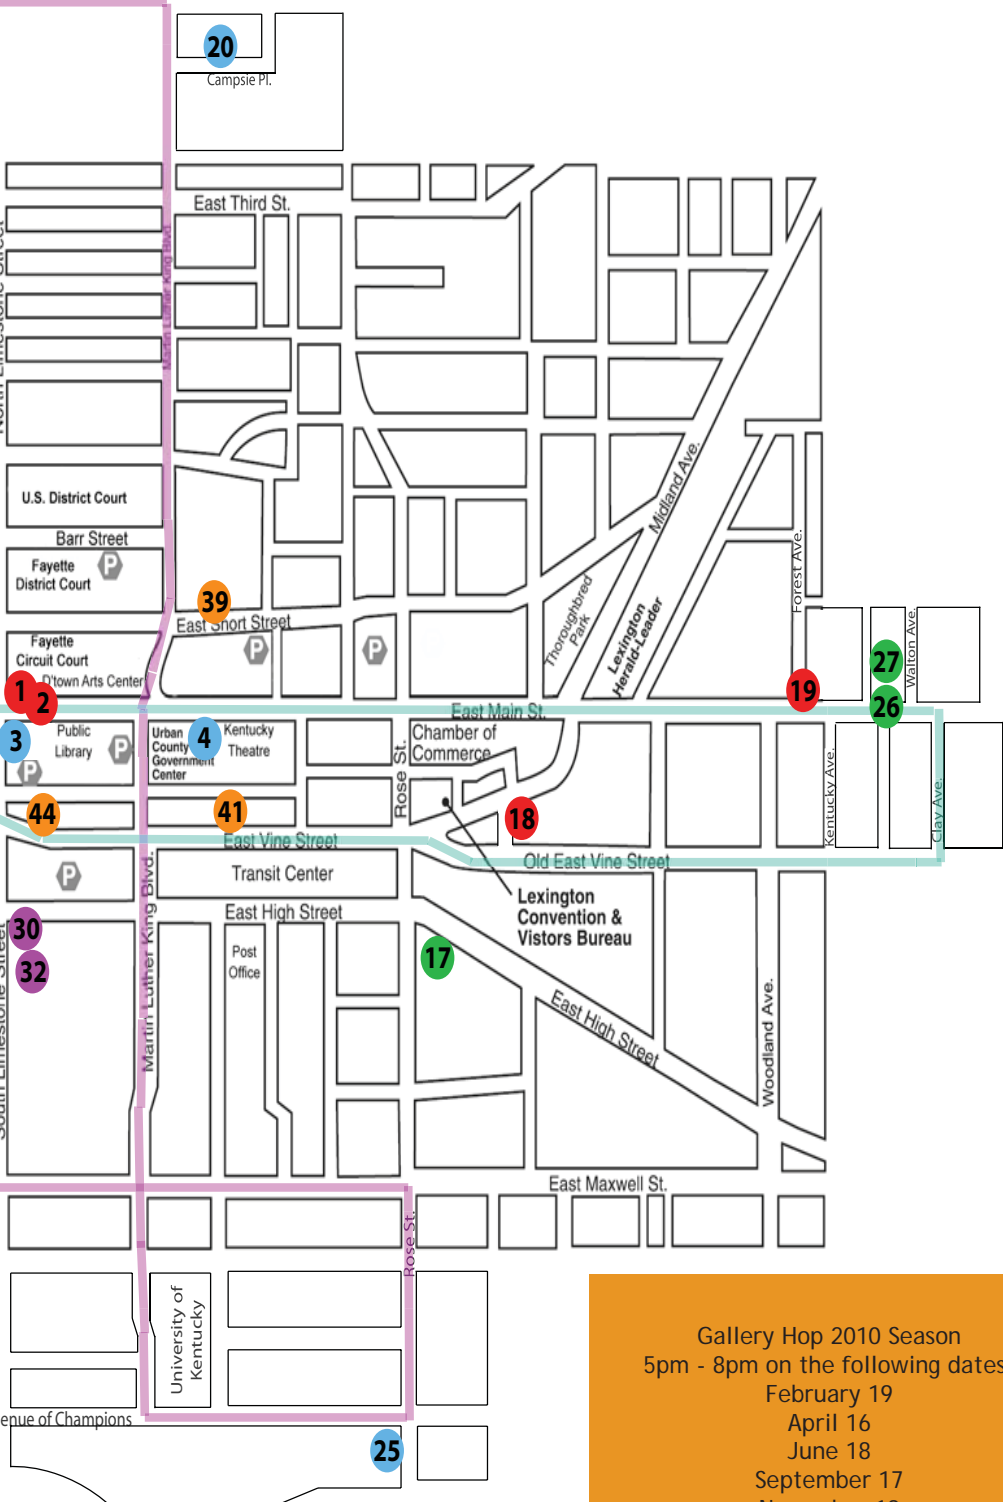 20
Campsie Pl.
East Third St.
Martin Luther King Blvd.
North Limestone Street
U.S. District Court
Barr Street
Fayette
District Court
P
Midland Ave.
Forest Ave.
39
East Short Street
P
P
Thoroughbred
Park
Lexington
Herald-Leader
Fayette
Circuit Court
D'town Arts Center
27
Walton Ave.
1
2
19
26
East Main St.
3
Public
Library
P
P
Urban
County
Government
Center
4
Kentucky
Theatre
Rose St.
Chamber of
Commerce
Kentucky Ave.
Clay Ave.
44
41
18
East Vine Street
Old East Vine Street
P
Transit Center
Lexington
Convention &
Vistors Bureau
East High Street
30
32
South Limestone Street
Martin Luther King Blvd.
Post
Office
17
East High Street
Woodland Ave.
East Maxwell St.
Rose St.
University of
Kentucky
enue of Champions
25
Gallery Hop 2010 Season
5pm - 8pm on the following dates
February 19
April 16
June 18
September 17